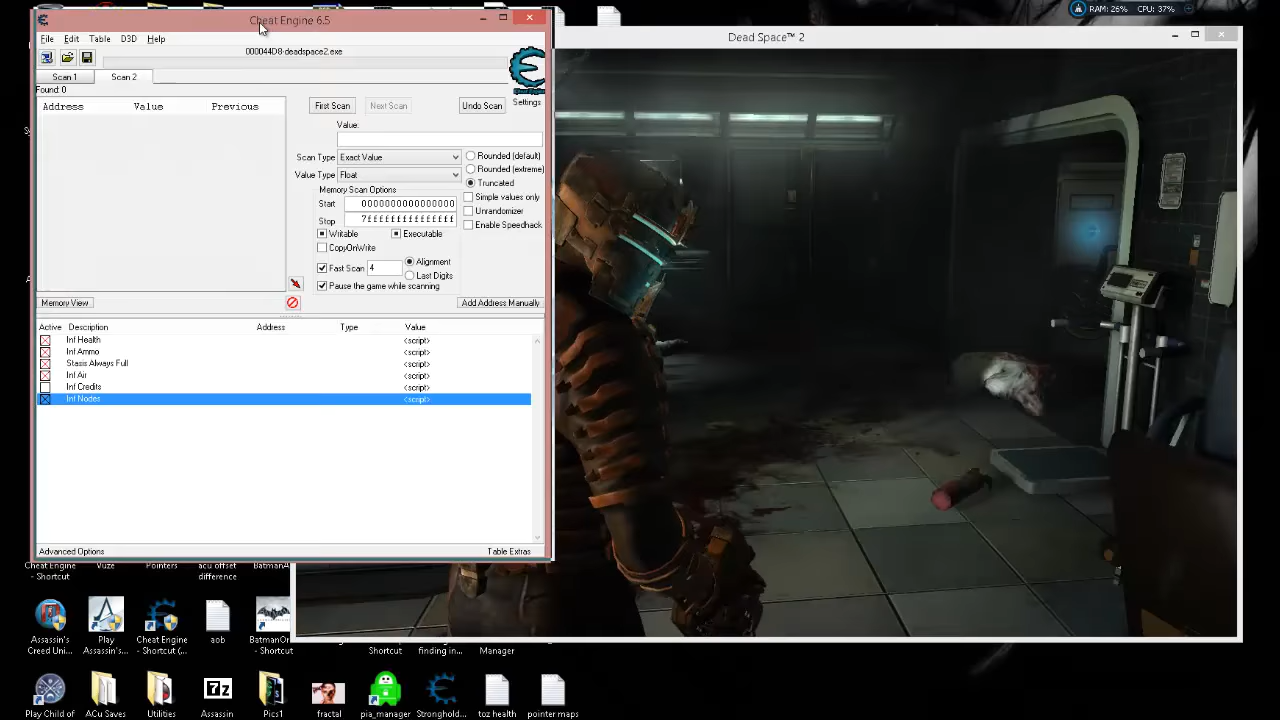 RAM: 26% CPU: 37%
Cheat Engine 6.5
Dead Space™ 2
File Edit Table D3D Help
000044D8-deadspace2.exe
Scan 1 Scan 2
Settings
Found: 0
Address Value Previous
First Scan Next Scan Undo Scan
Value:
Scan Type Exact Value
Value Type Float
Rounded (default)
Rounded (extreme)
Truncated
Memory Scan Options
Start 0000000000000000
Stop 7fffffffffffffff
Simple values only
Unrandomizer
Enable Speedhack
Writable Executable
CopyOnWrite
Fast Scan 4
Alignment
Last Digits
Pause the game while scanning
Memory View
Add Address Manually
Active Description Address Type Value
Inf Health <script>
Inf Ammo <script>
Stasis Always Full <script>
Inf Air <script>
Inf Credits <script>
Inf Nodes <script>
Advanced Options Table Extras
Cheat Engine - Shortcut
Vuze
Pointers
acu offset difference
BatmanA
Assassin's Creed Uni...
Play Assassin's...
Cheat Engine - Shortcut (...
aob
BatmanOri - Shortcut
Shortcut
finding in...
Manager
Play Child of
ACu Saves
Utilities
7z
Assassin
Pics1
fractal
pia_manager
Stronghold...
toz health
pointer maps